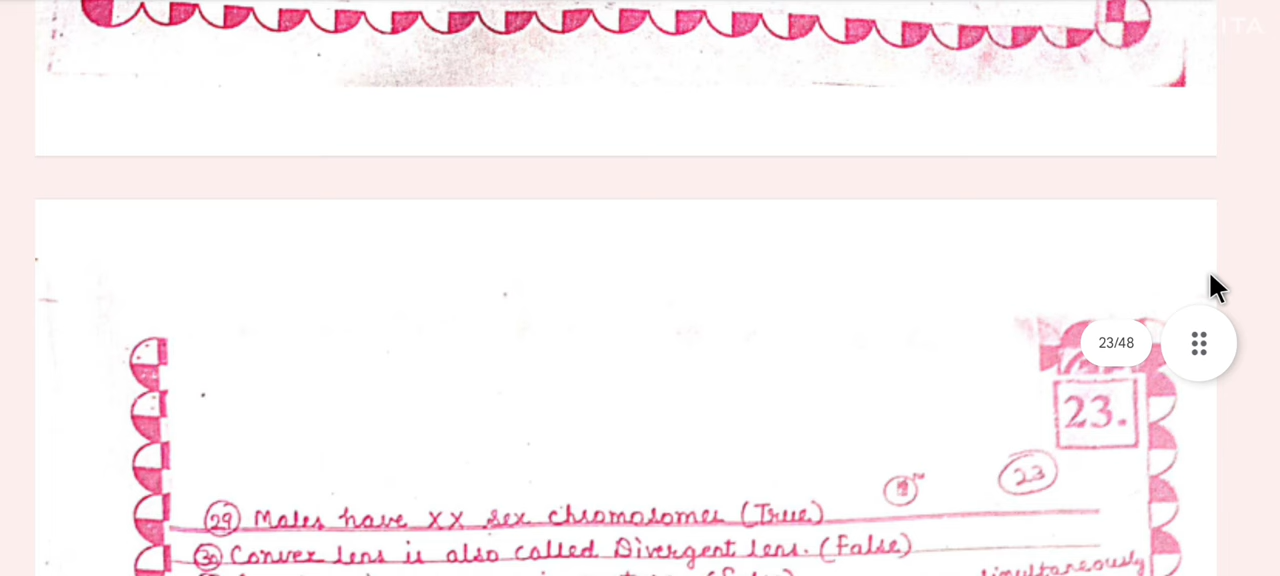 ITA
23/48
23.
23
(29) Males have XX sex chromosomes (True)
(30) Convex lens is also called Divergent lens. (False)
simultaneously